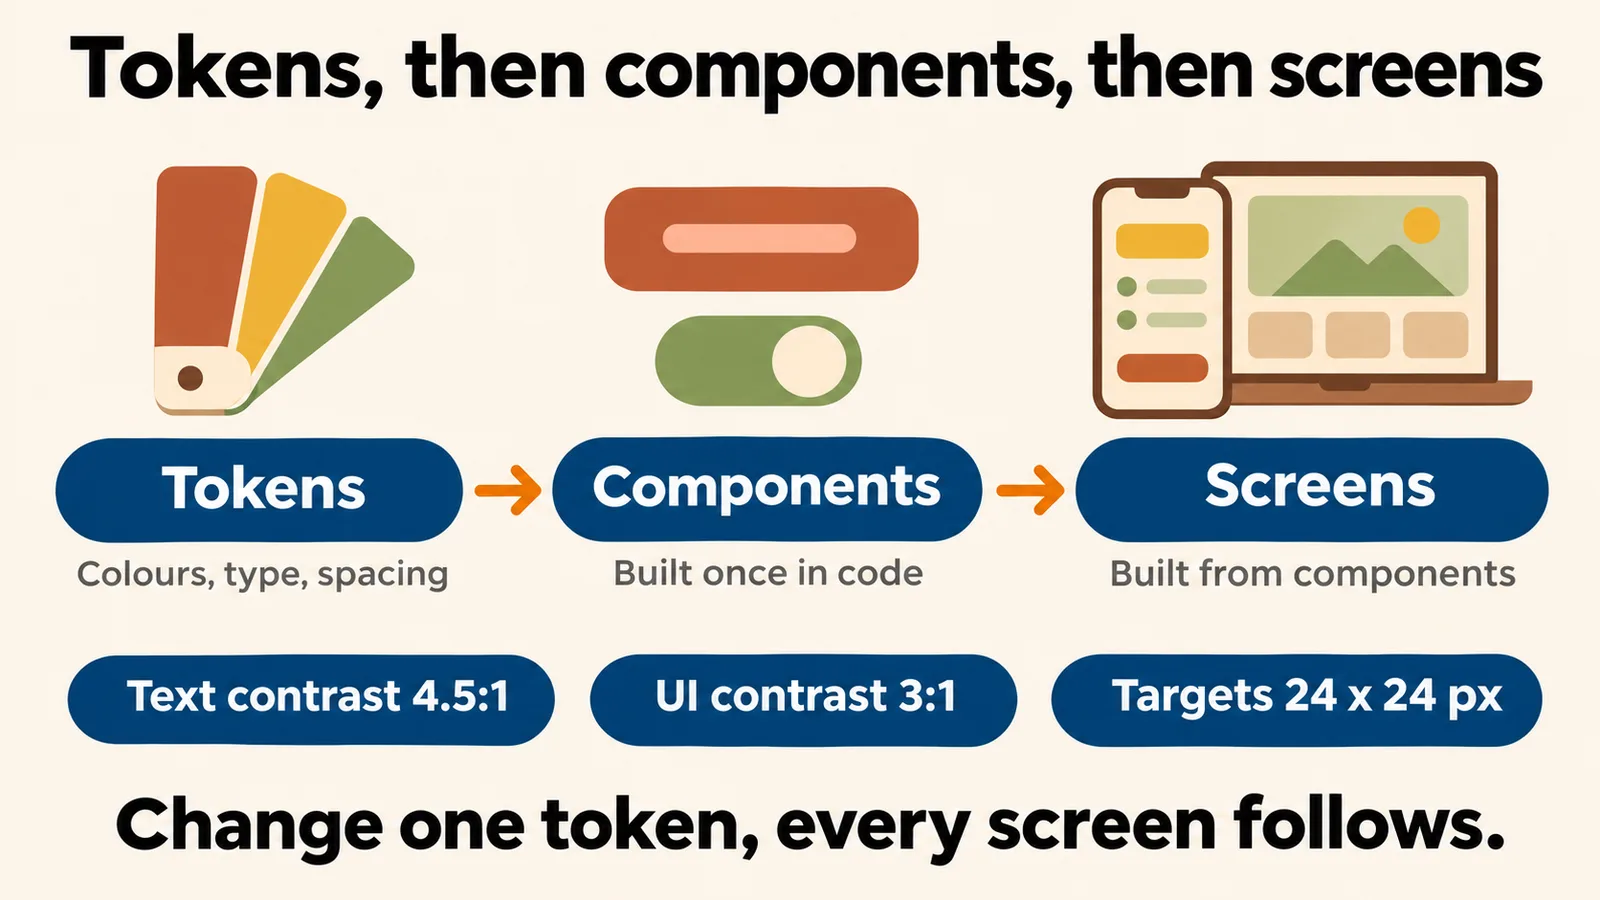 Tokens, then components, then screens
Tokens
Components
Screens
Colours, type, spacing
Built once in code
Built from components
Text contrast 4.5:1
UI contrast 3:1
Targets 24 x 24 px
Change one token, every screen follows.